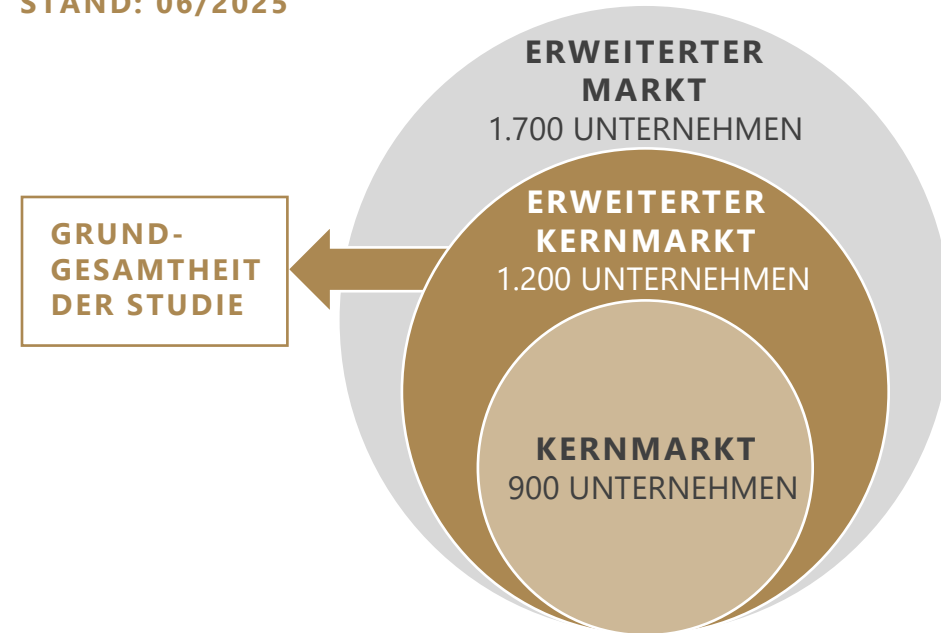 STAND: 06/2025
ERWEITERTER
MARKT
1.700 UNTERNEHMEN
ERWEITERTER
KERNMARKT
1.200 UNTERNEHMEN
GRUND-
GESAMTHEIT
DER STUDIE
KERNMARKT
900 UNTERNEHMEN